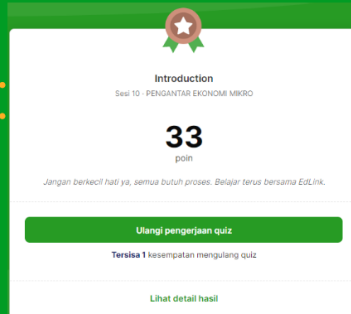 Introduction
Sesi 10 - PENGANTAR EKONOMI MIKRO
33
poin
Jangan berkecil hati ya, semua butuh proses. Belajar terus bersama EdLink.
Ulangi pengerjaan quiz
Tersisa 1 kesempatan mengulang quiz
Lihat detail hasil